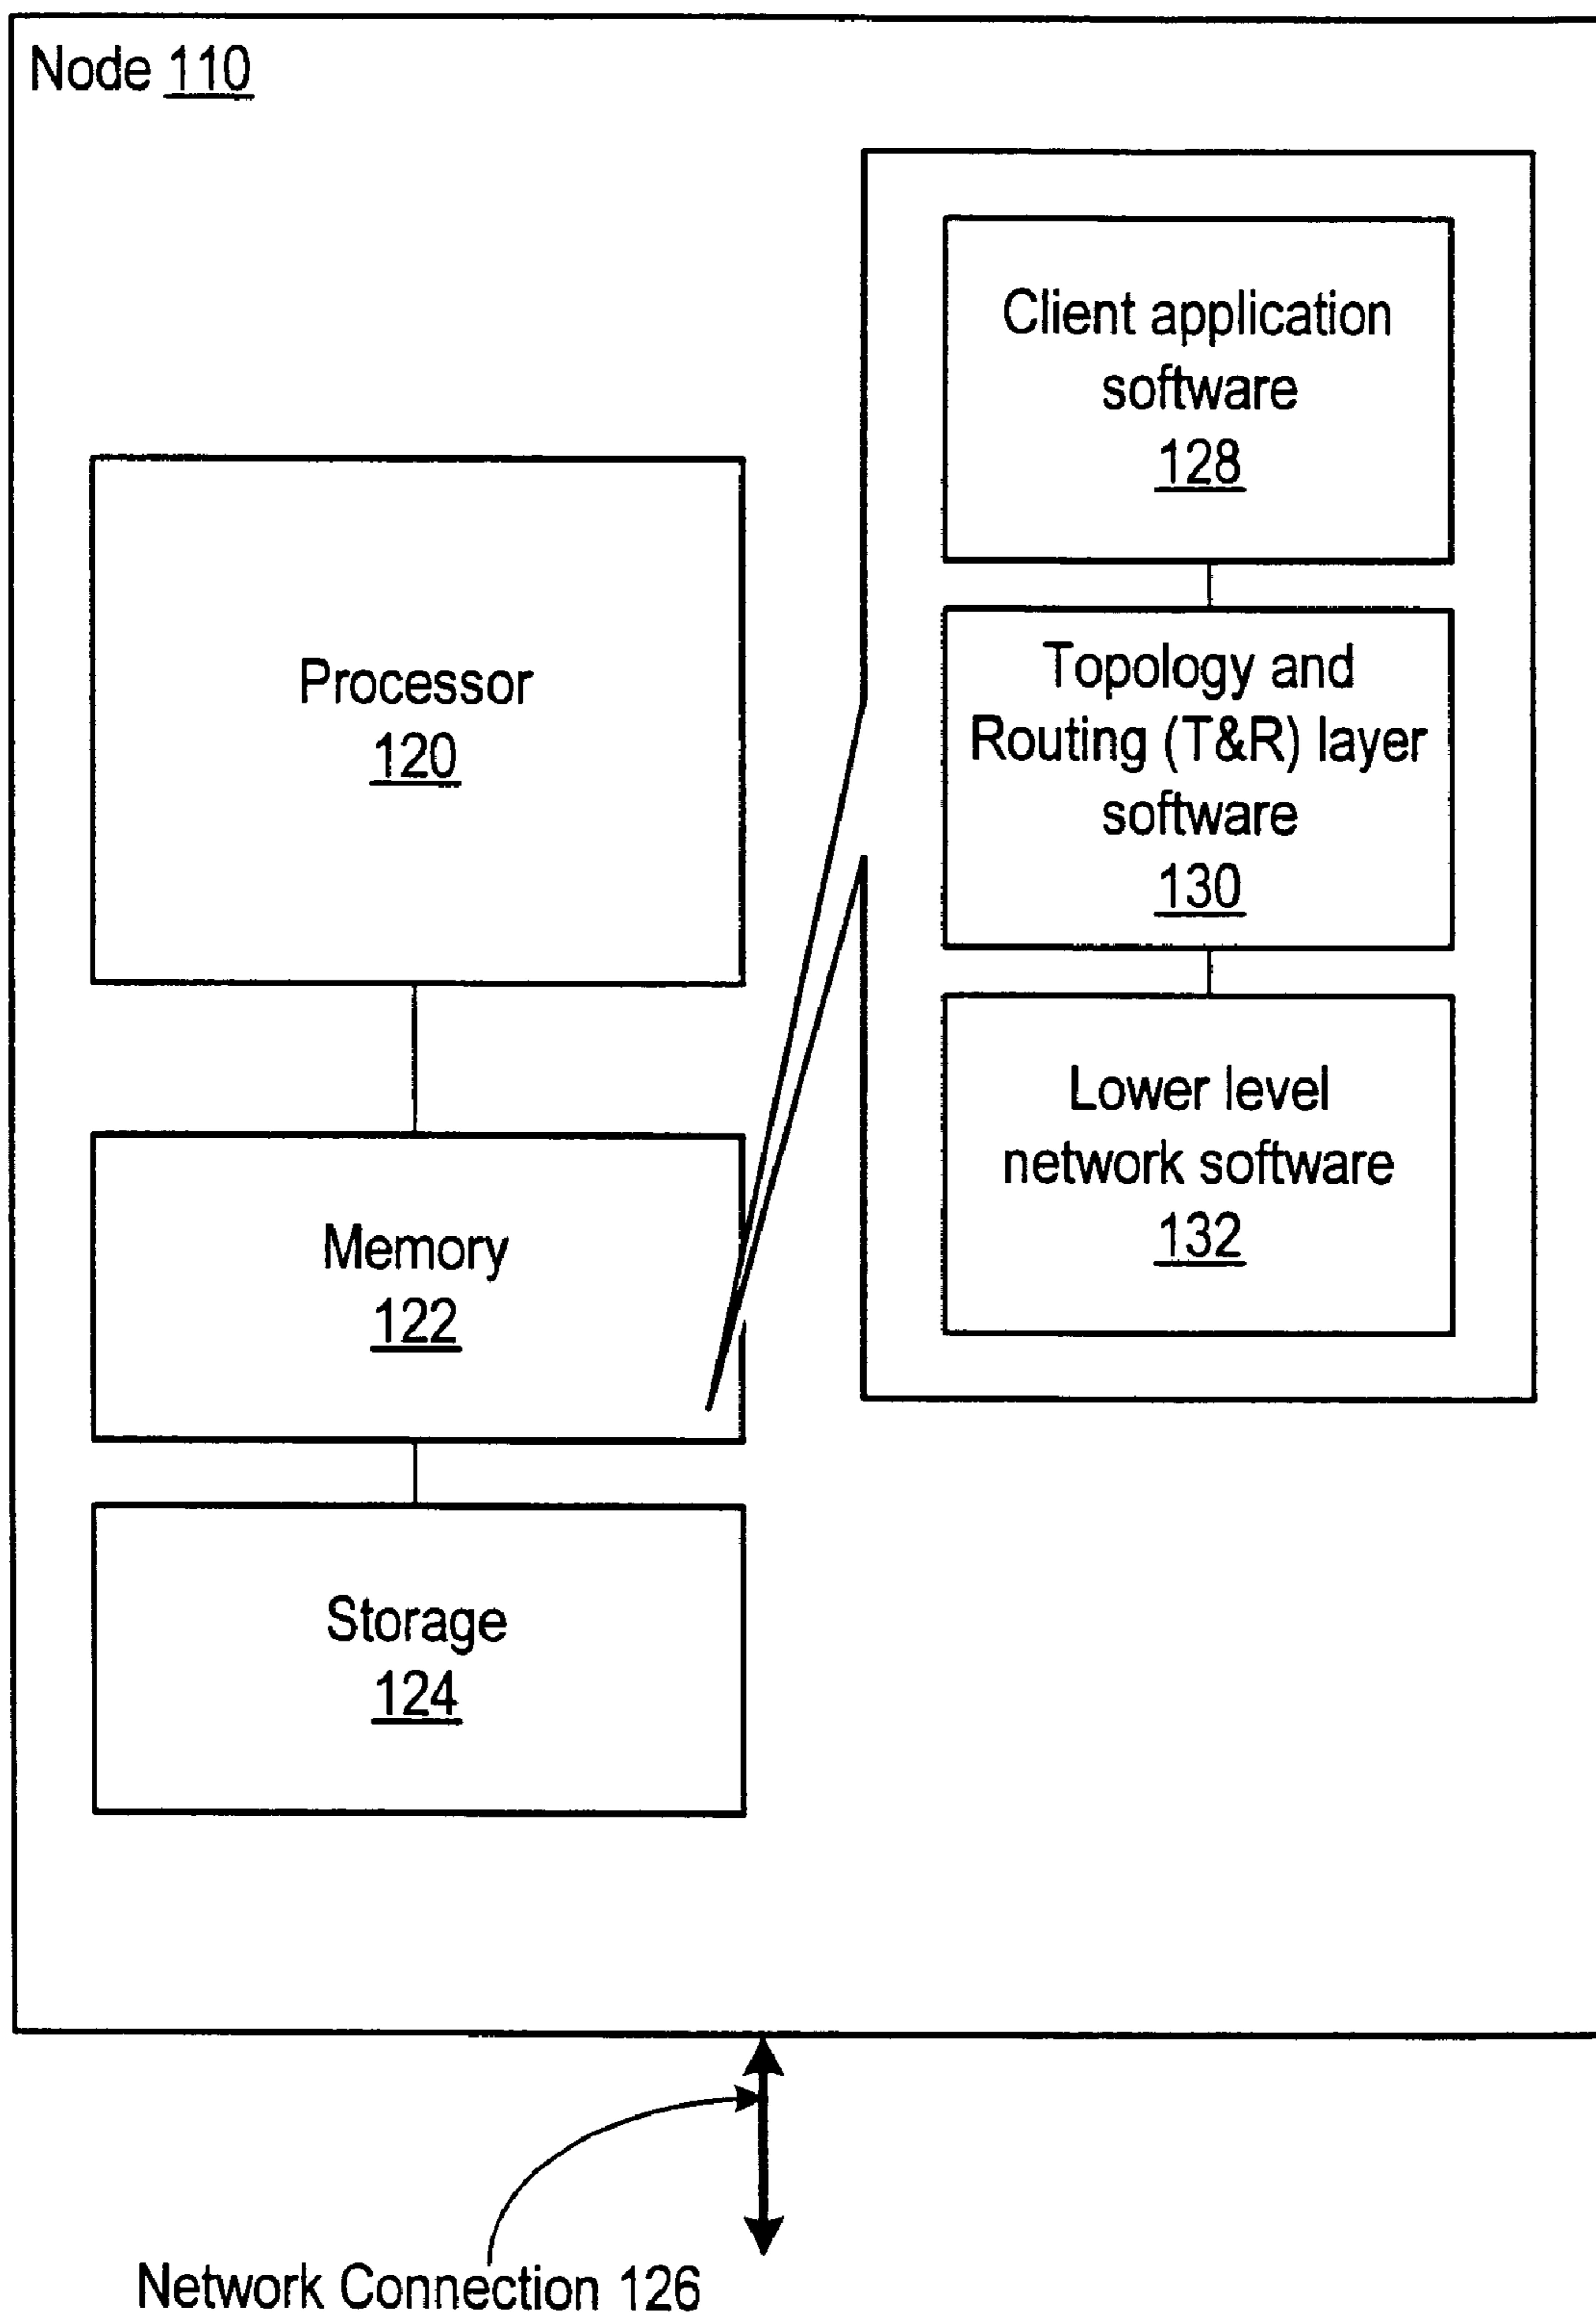 Node 110
Client application
software
128
Topology and
Routing (T&R) layer
software
130
Lower level
network software
132
Processor
120
Memory
122
Storage
124
Network Connection 126